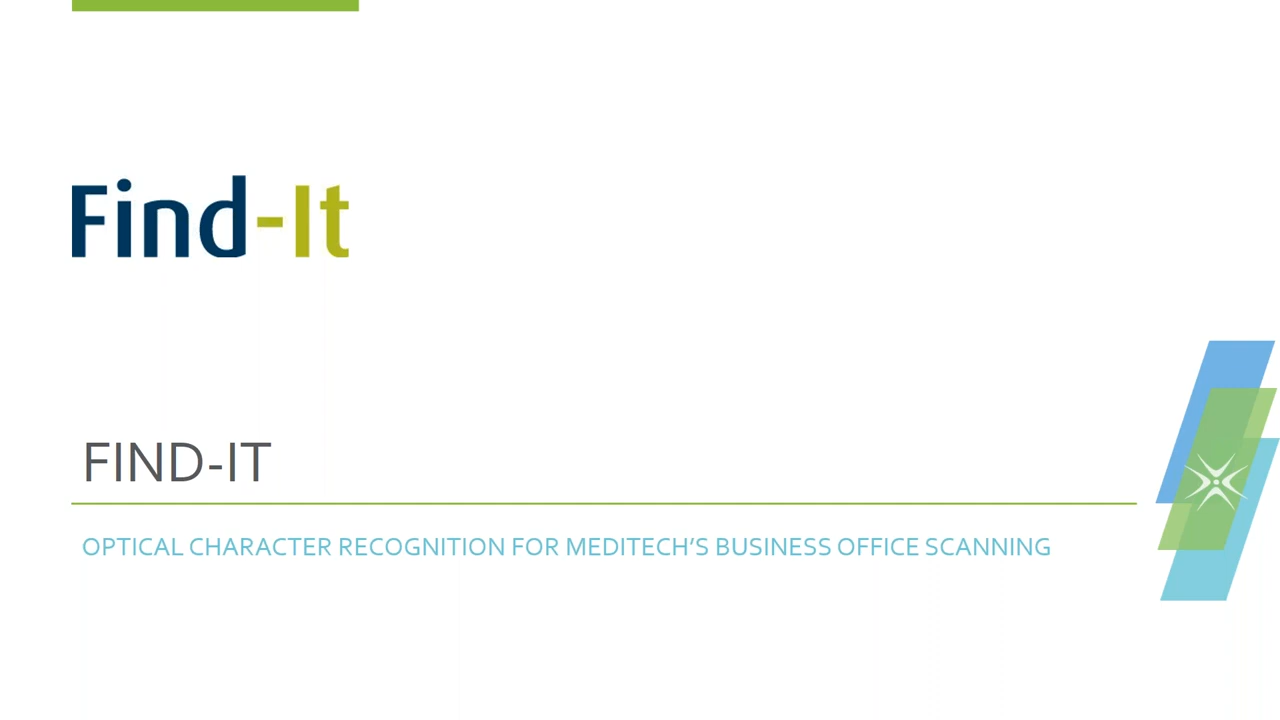 Find-It
FIND-IT
OPTICAL CHARACTER RECOGNITION FOR MEDITECH’S BUSINESS OFFICE SCANNING